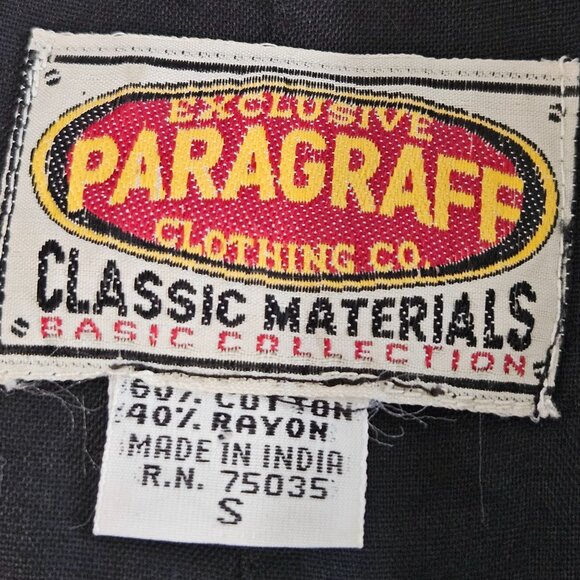 EXCLUSIVE
PARAGRAFF
CLOTHING CO.
CLASSIC MATERIALS
BASIC COLLECTION
60% COTTON
40% RAYON
MADE IN INDIA
R.N. 75035
S